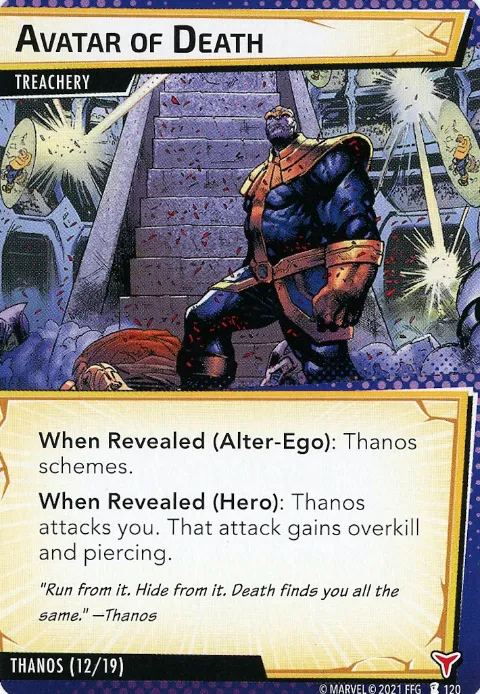 AVATAR OF DEATH
TREACHERY
When Revealed (Alter-Ego): Thanos
schemes.
When Revealed (Hero): Thanos
attacks you. That attack gains overkill
and piercing.
"Run from it. Hide from it. Death finds you all the
same." —Thanos
THANOS (12/19)
© MARVEL © 2021 FFG 120